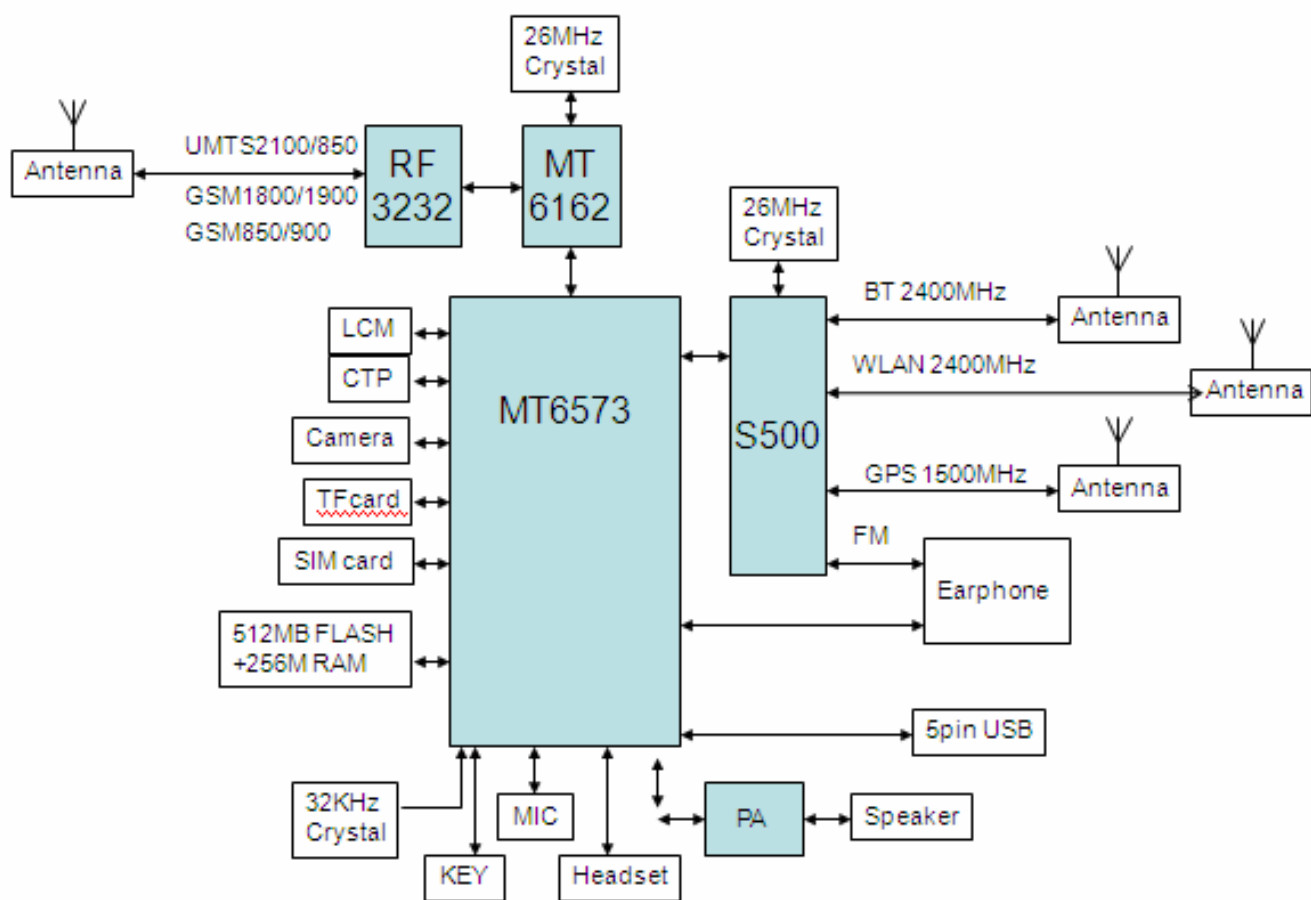 26MHz
Crystal
Antenna
UMTS2100/850
GSM1800/1900
GSM850/900
RF
3232
MT
6162
26MHz
Crystal
BT 2400MHz
Antenna
WLAN 2400MHz
Antenna
GPS 1500MHz
Antenna
FM
Earphone
S500
MT6573
LCM
CTP
Camera
TFcard
SIM card
512MB FLASH
+256M RAM
5pin USB
32KHz
Crystal
KEY
MIC
Headset
PA
Speaker